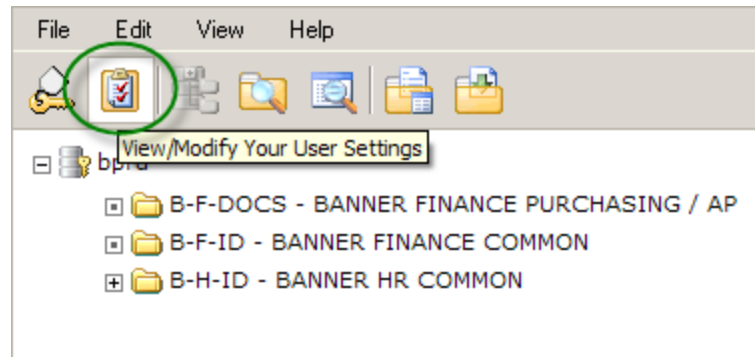 File Edit View Help
View/Modify Your User Settings
B-F-DOCS - BANNER FINANCE PURCHASING / AP
B-F-ID - BANNER FINANCE COMMON
B-H-ID - BANNER HR COMMON